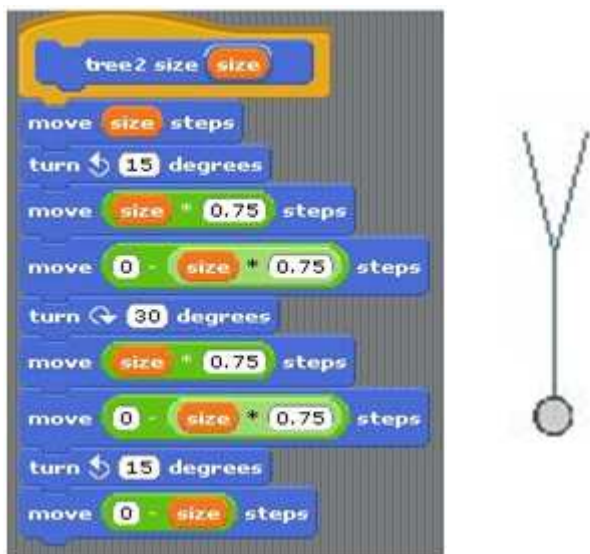 tree2 size size
move size steps
turn 15 degrees
move size * 0.75 steps
move 0 - size * 0.75 steps
turn 30 degrees
move size * 0.75 steps
move 0 - size * 0.75 steps
turn 15 degrees
move 0 - size steps